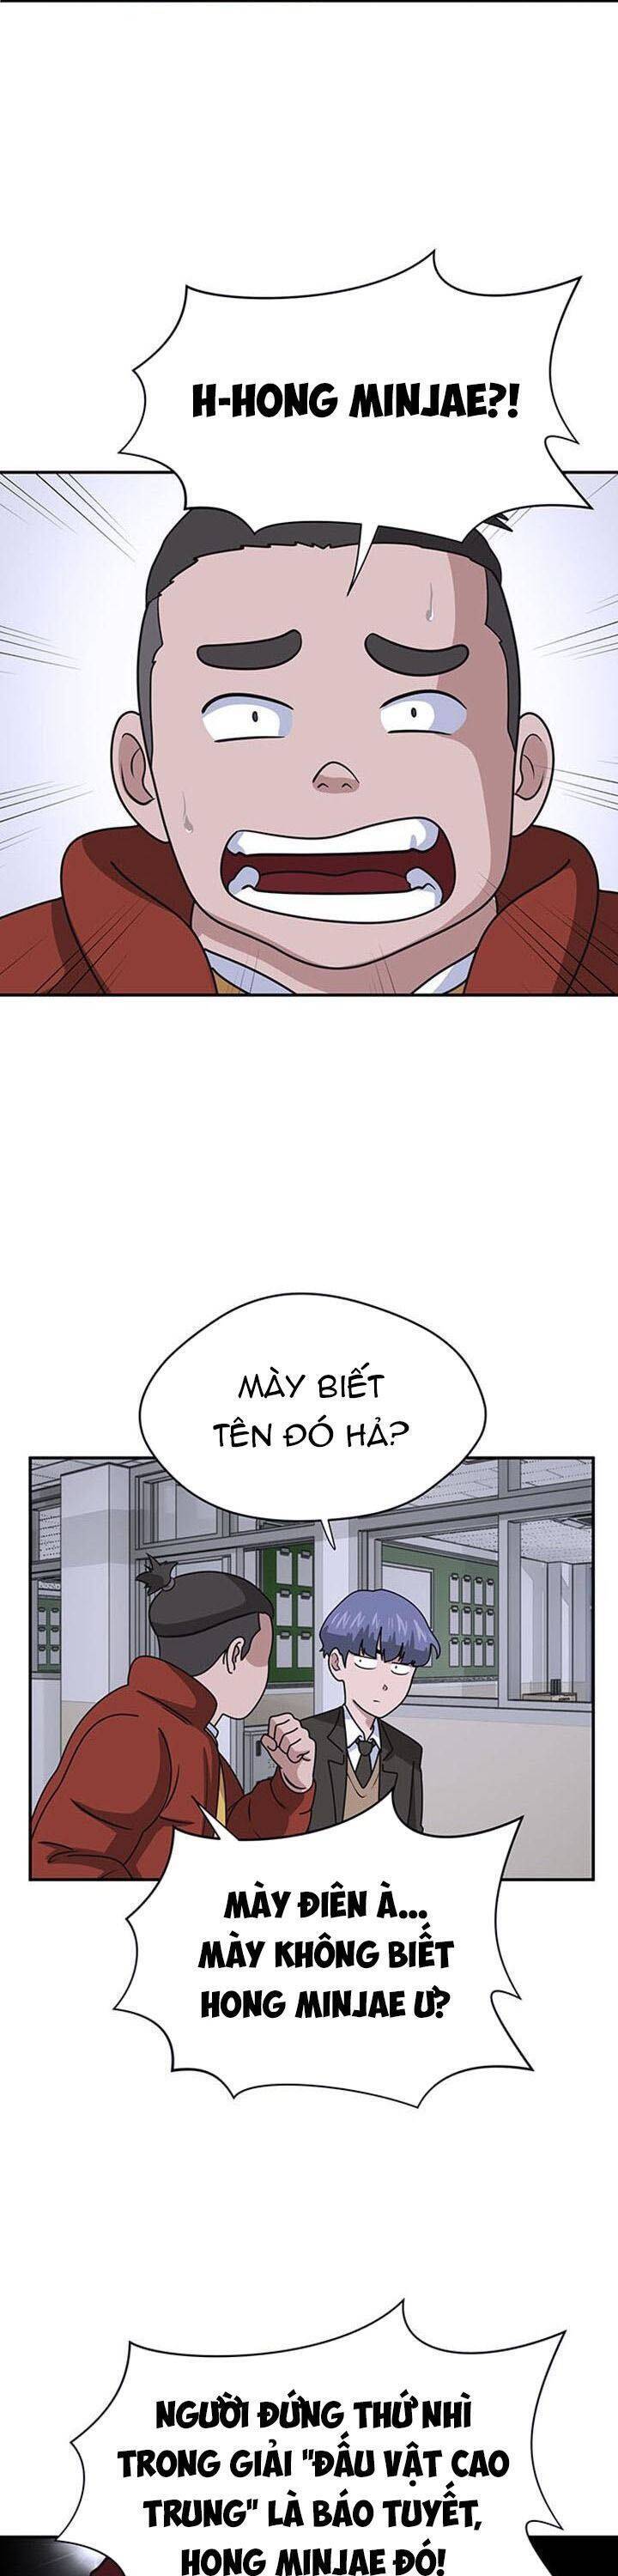 H-HONG MINJAE?!
MÀY BIẾT
TÊN ĐÓ HẢ?
MÀY ĐIÊN À...
MÀY KHÔNG BIẾT
HONG MINJAE Ư?
NGƯỜI ĐỨNG THỨ NHÌ
TRONG GIẢI "ĐẤU VẬT CAO
TRUNG" LÀ BÁO TUYẾT,
HONG MINJAE ĐÓ!